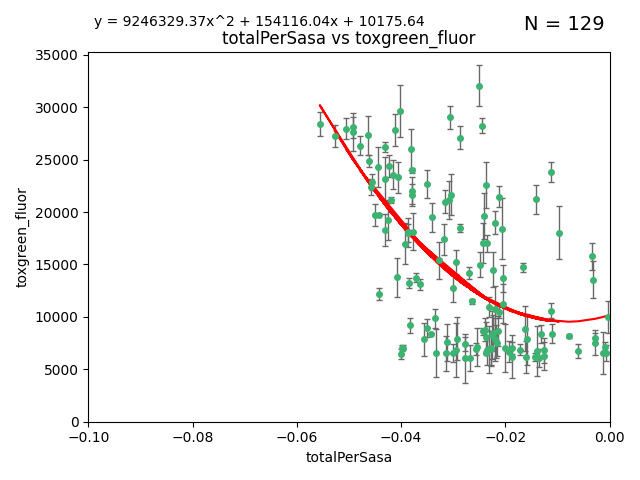 y = 9246329.37x^2 + 154116.04x + 10175.64
N = 129
totalPerSasa vs toxgreen_fluor
35000
30000
25000
20000
15000
10000
5000
0
toxgreen_fluor
−0.10
−0.08
−0.06
−0.04
−0.02
0.00
totalPerSasa